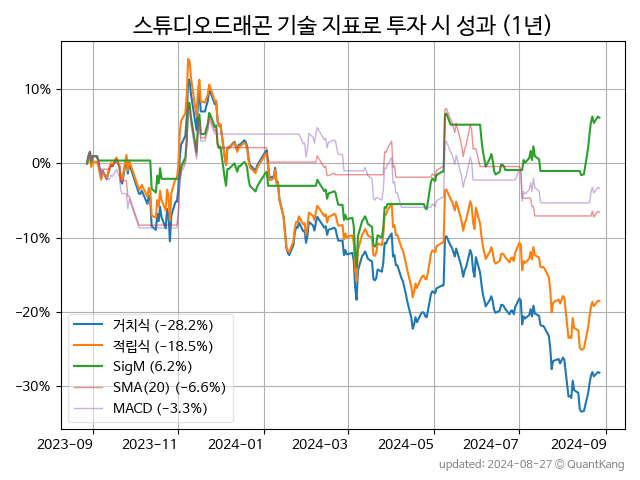 스튜디오드래곤 기술 지표로 투자 시 성과 (1년)
10%
0%
−10%
−20%
−30%
거치식 (−28.2%)
적립식 (−18.5%)
SigM (6.2%)
SMA(20) (−6.6%)
MACD (−3.3%)
2023-09 2023-11 2024-01 2024-03 2024-05 2024-07 2024-09
updated: 2024-08-27 © QuantKang